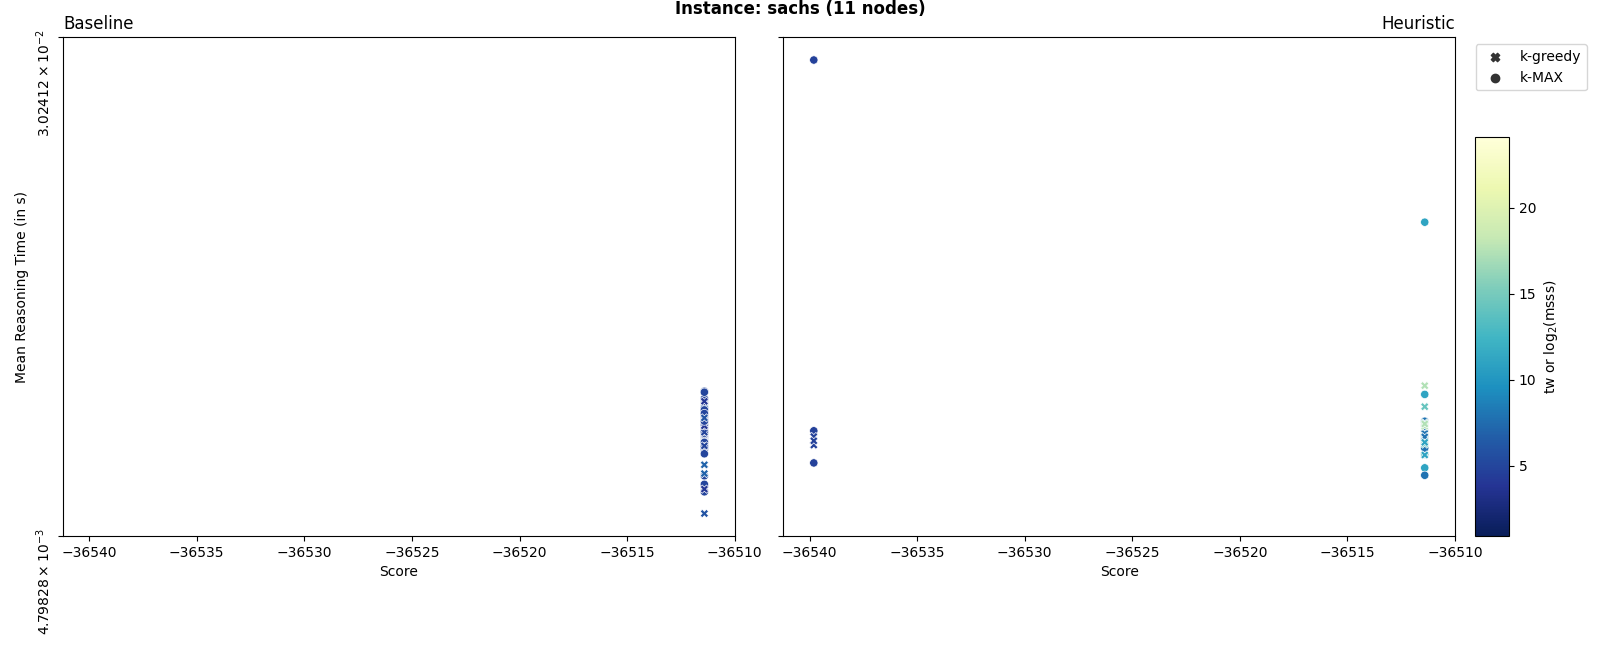 Instance: sachs (11 nodes)
Baseline
Heuristic
3.02412 × 10⁻²
Mean Reasoning Time (in s)
4.79828 × 10⁻³
−36540 −36535 −36530 −36525 −36520 −36515 −36510
Score
−36540 −36535 −36530 −36525 −36520 −36515 −36510
Score
k-greedy
k-MAX
20
15
10
5
tw or log₂(msss)